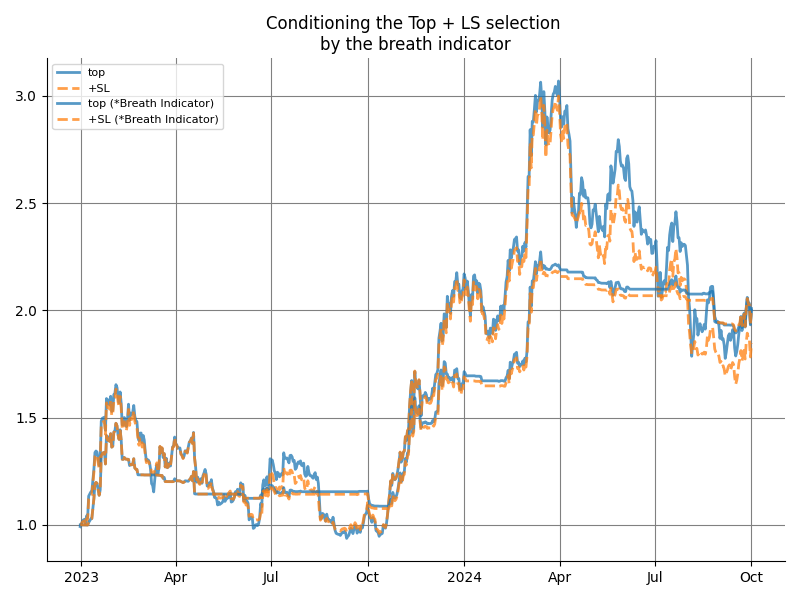 Conditioning the Top + LS selection
by the breath indicator
top
+SL
top (*Breath Indicator)
+SL (*Breath Indicator)
3.0
2.5
2.0
1.5
1.0
2023
Apr
Jul
Oct
2024
Apr
Jul
Oct